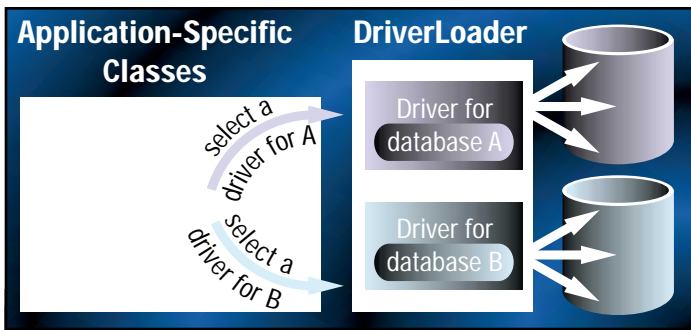 Application-Specific
Classes
DriverLoader
select a
driver for A
Driver for
database A
select a
driver for B
Driver for
database B